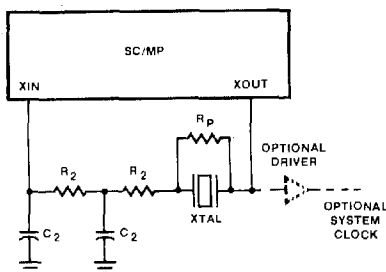 SC/MP
XIN
XOUT
RP
OPTIONAL
DRIVER
R2
R2
XTAL
OPTIONAL
SYSTEM
CLOCK
C2
C2